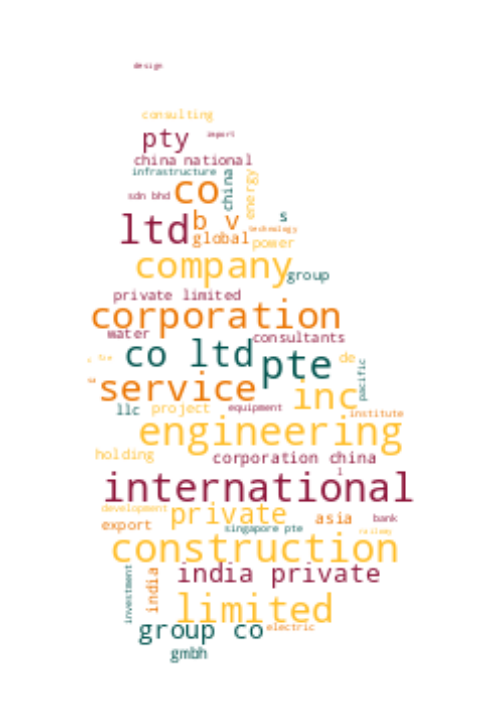 design
consulting
pty
import
china national
infrastructure
china
energy
sdn bhd
co
s
ltd
b v
technology
global
power
company
group
private limited
corporation
water
consultants
co ltd
pte
de
pacific
service
inc
llc
project
equipment
institute
engineering
holding
corporation china
l
international
development
private
asia
bank
export
singapore pte
railway
construction
investment
india
india private
limited
group co
electric
gmbh